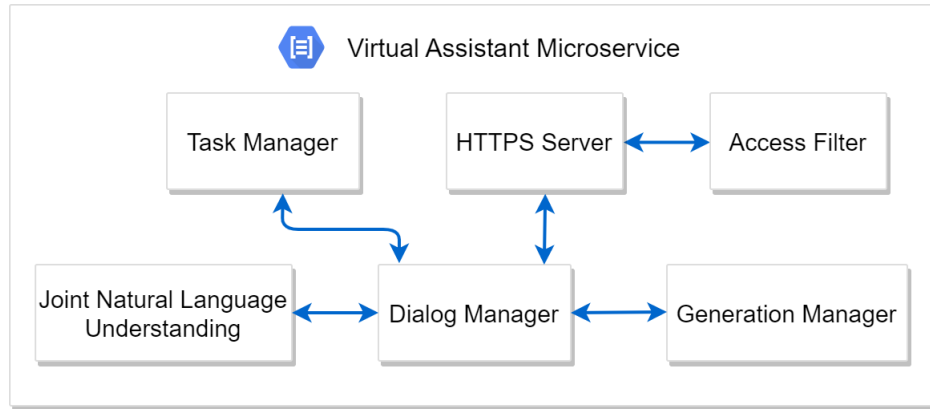 Virtual Assistant Microservice
Task Manager
HTTPS Server
Access Filter
Joint Natural Language
Understanding
Dialog Manager
Generation Manager